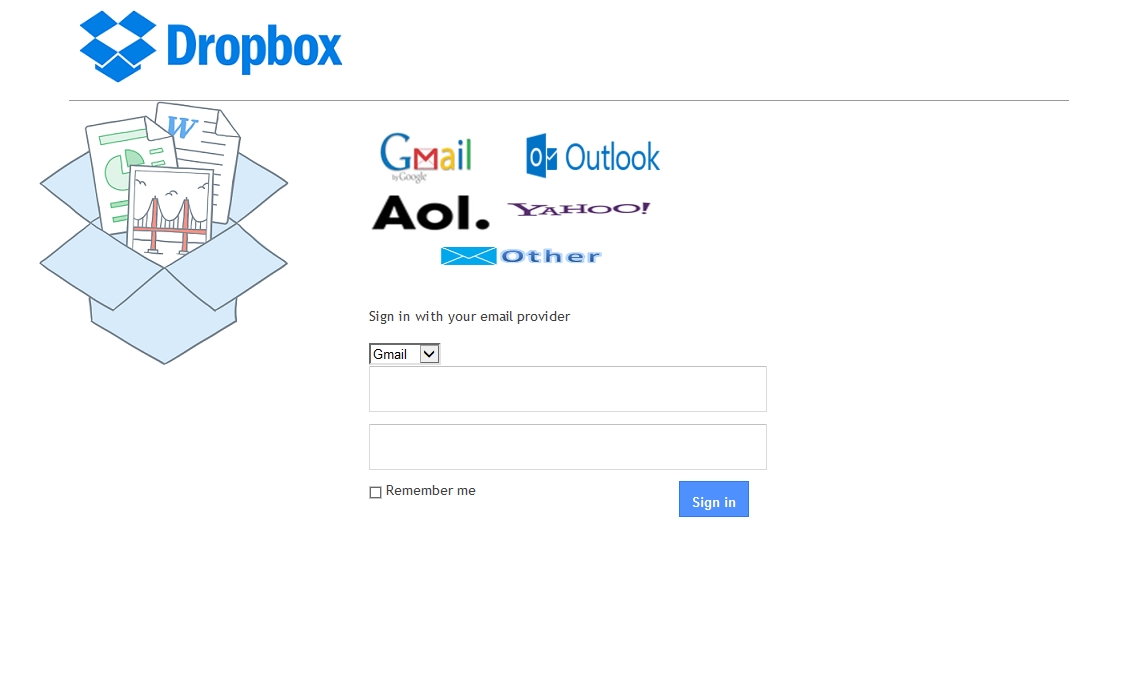 Dropbox
W
Gmail
by Google
Outlook
Aol.
YAHOO!
Other
Sign in with your email provider
Gmail
Remember me
Sign in